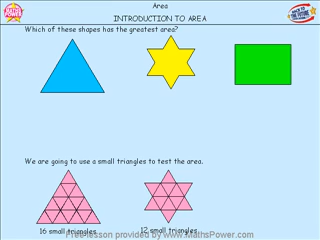 Area
INTRODUCTION TO AREA
Which of these shapes has the greatest area?
We are going to use a small triangles to test the area.
16 small triangles
12 small triangles
Free lesson provided by www.MathsPower.com